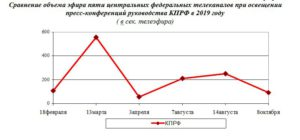 Сравнение объема эфира пяти центральных федеральных телеканалов при освещении
пресс-конференций руководства КПРФ в 2019 году
( в сек. телеэфира)
600
400
200
0
18февраля 13марта 3апреля 7августа 14августа 8октября
КПРФ